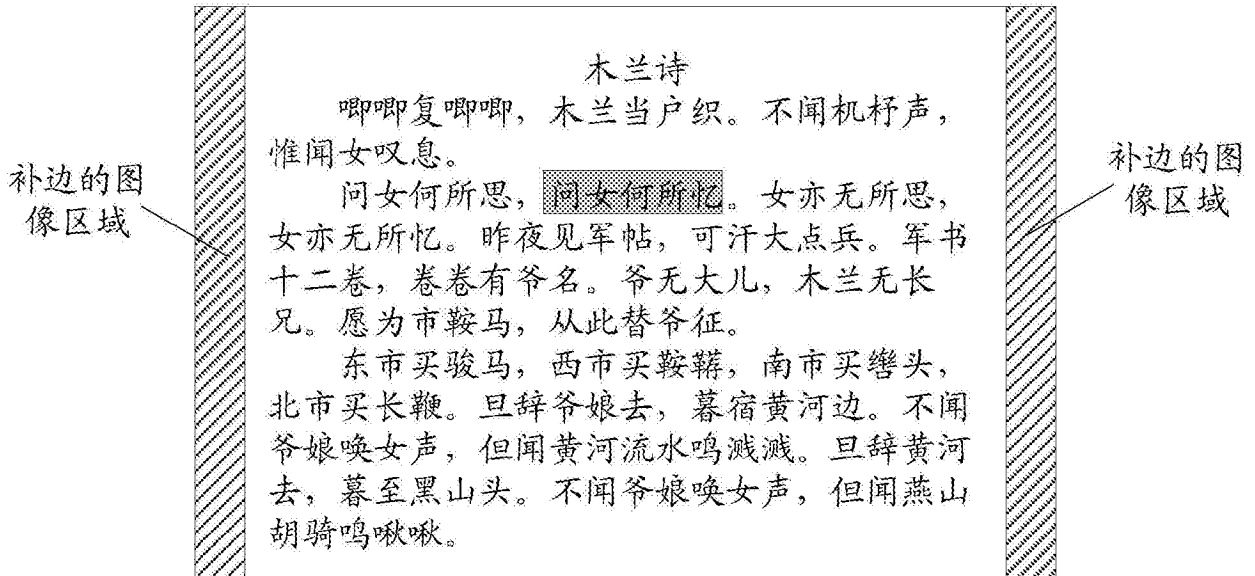 木兰诗
唧唧复唧唧，木兰当户织。不闻机杼声，
惟闻女叹息。
问女何所思，问女何所忆。女亦无所思，
女亦无所忆。昨夜见军帖，可汗大点兵。军书
十二卷，卷卷有爷名。爷无大儿，木兰无长
兄。愿为市鞍马，从此替爷征。
东市买骏马，西市买鞍鞯，南市买辔头，
北市买长鞭。旦辞爷娘去，暮宿黄河边。不闻
爷娘唤女声，但闻黄河流水鸣溅溅。旦辞黄河
去，暮至黑山头。不闻爷娘唤女声，但闻燕山
胡骑鸣啾啾。
补边的图
像区域
补边的图
像区域